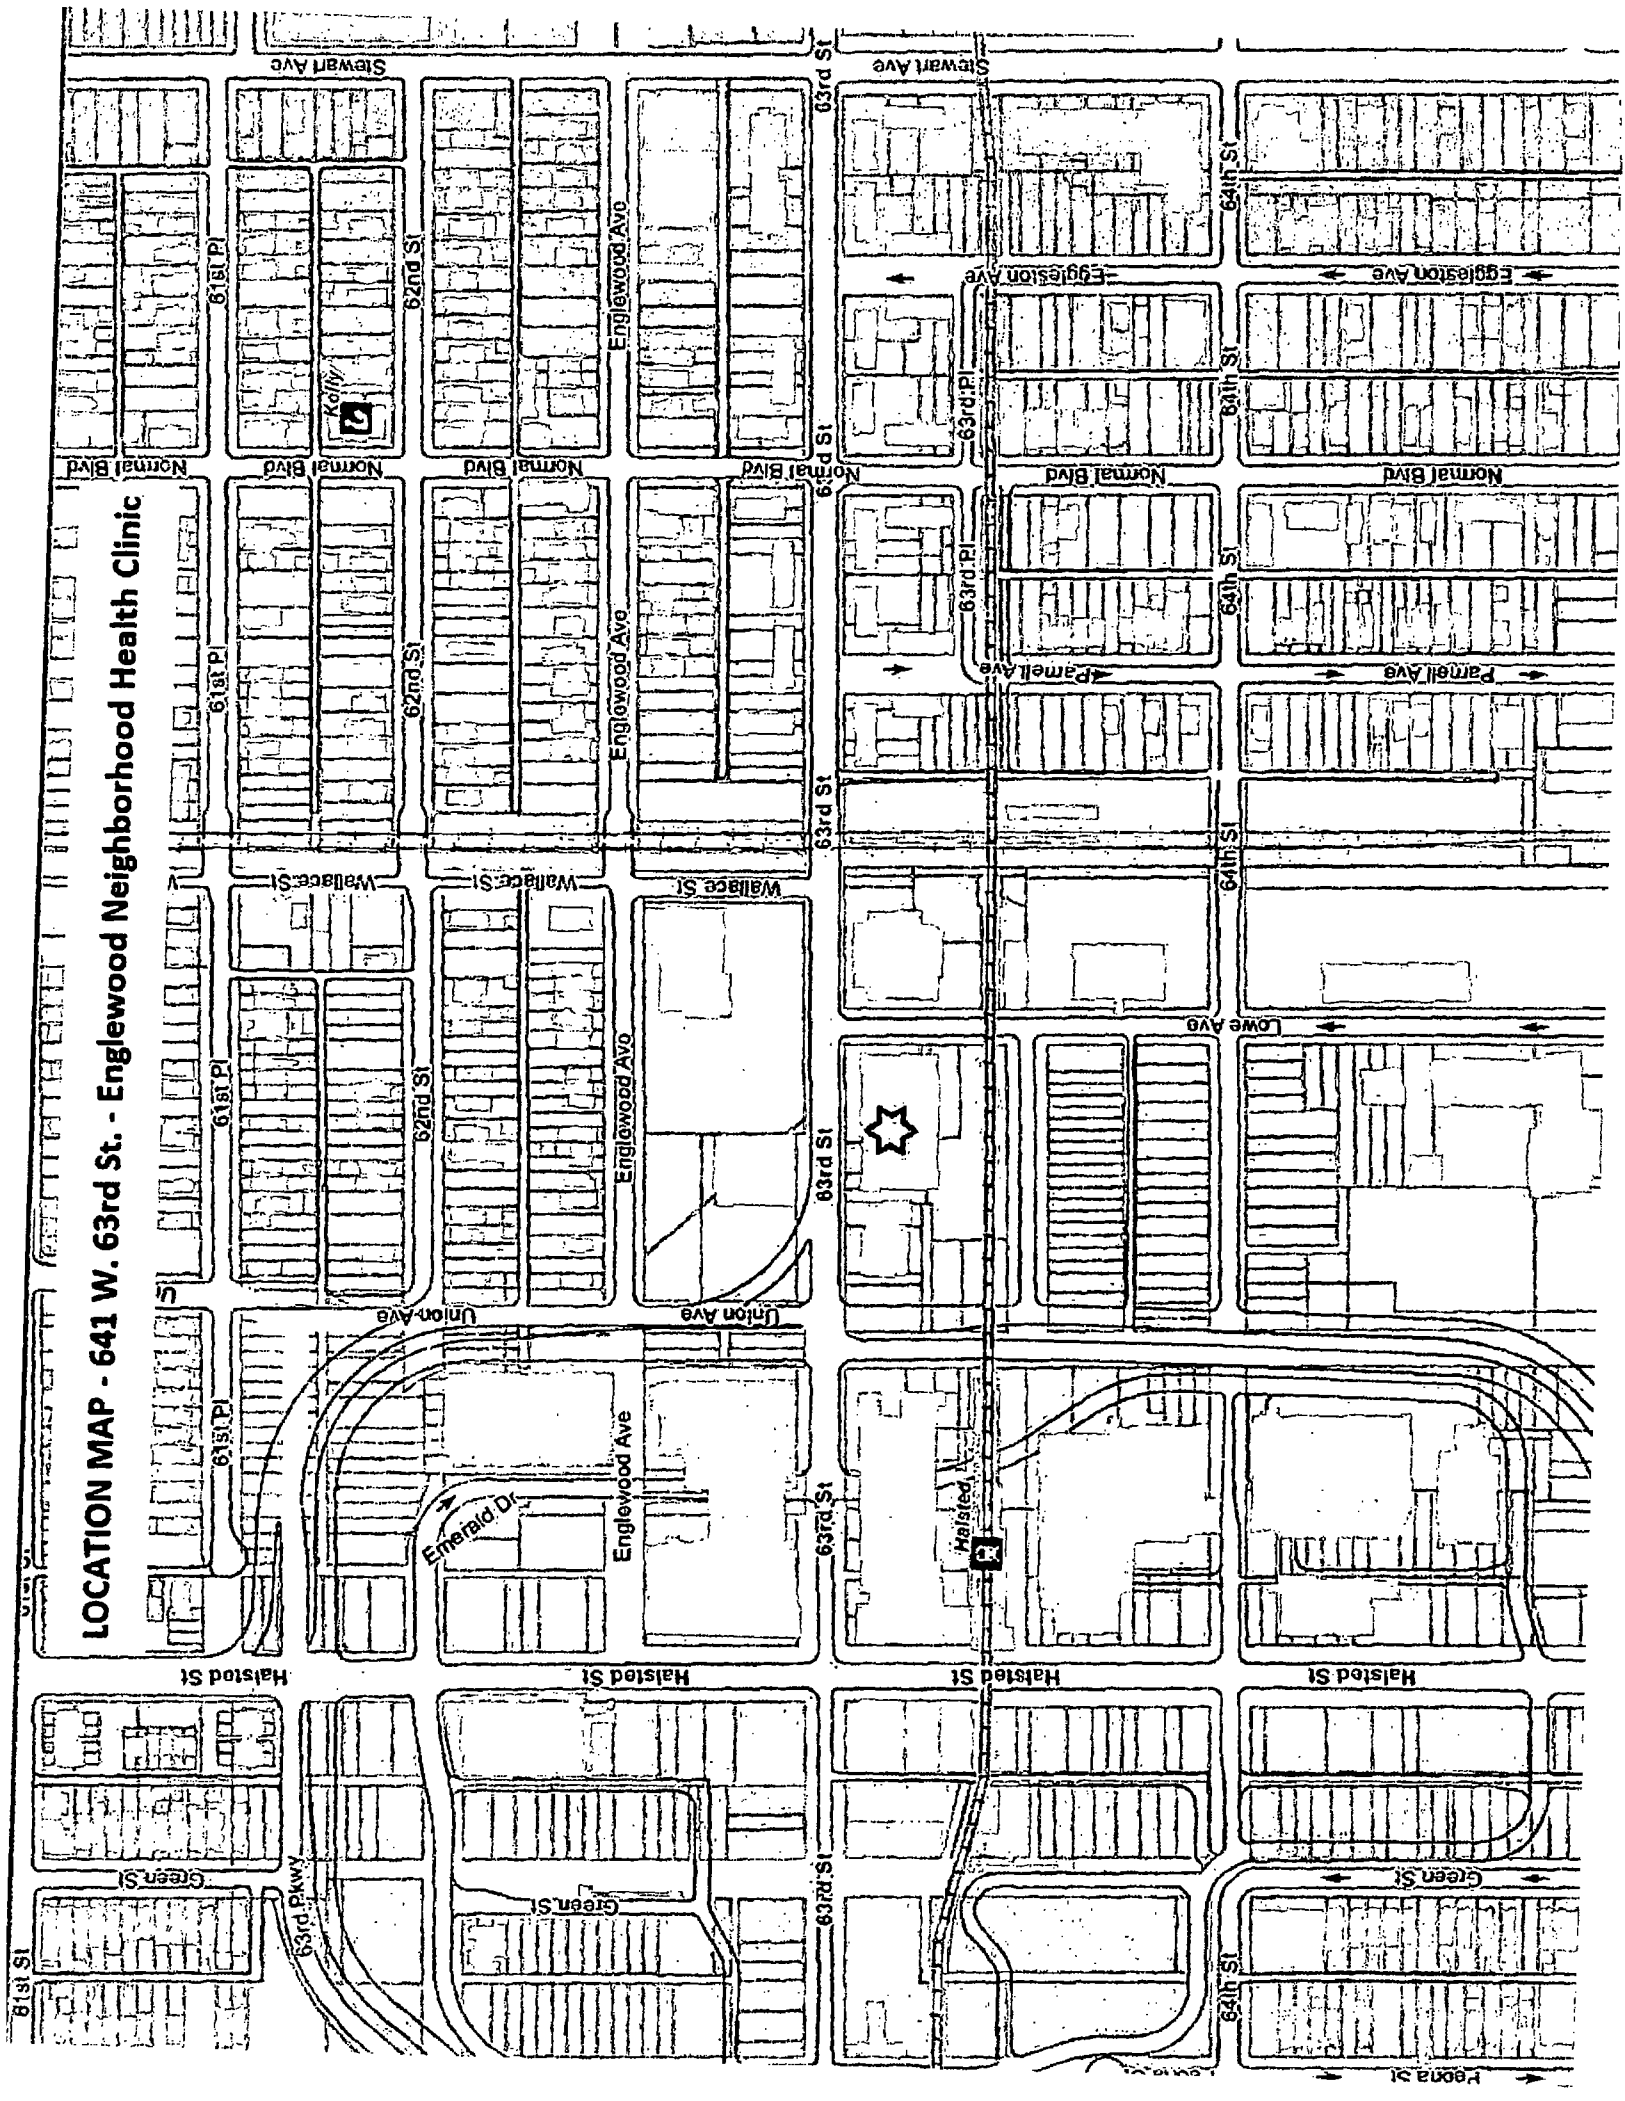 LOCATION MAP - 641 W. 63rd St. - Englewood Neighborhood Health Clinic
61st St
Green St
Halsted St
Normal Blvd
61st Pl
61st Pl
61st Pl
61st Pl
63rd Pkwy
Wallace St
Normal Blvd
Stewart Ave
Kelly
Union Ave
62nd St
62nd St
62nd St
Emerald Dr
Wallace St
Normal Blvd
Green St
Halsted St
Englewood Ave
Englewood Ave
Englewood Ave
Englewood Ave
Union Ave
Wallace St
Normal Blvd
63rd St
63rd St
63rd St
63rd St
63rd St
63rd St
Stewart Ave
Halsted
Halsted St
63rd Pl
63rd Pl
Parnell Ave
Eggleston Ave
Normal Blvd
Lowe Ave
64th St
64th St
64th St
64th St
64th St
Peoria St
Green St
Halsted St
Parnell Ave
Normal Blvd
Eggleston Ave